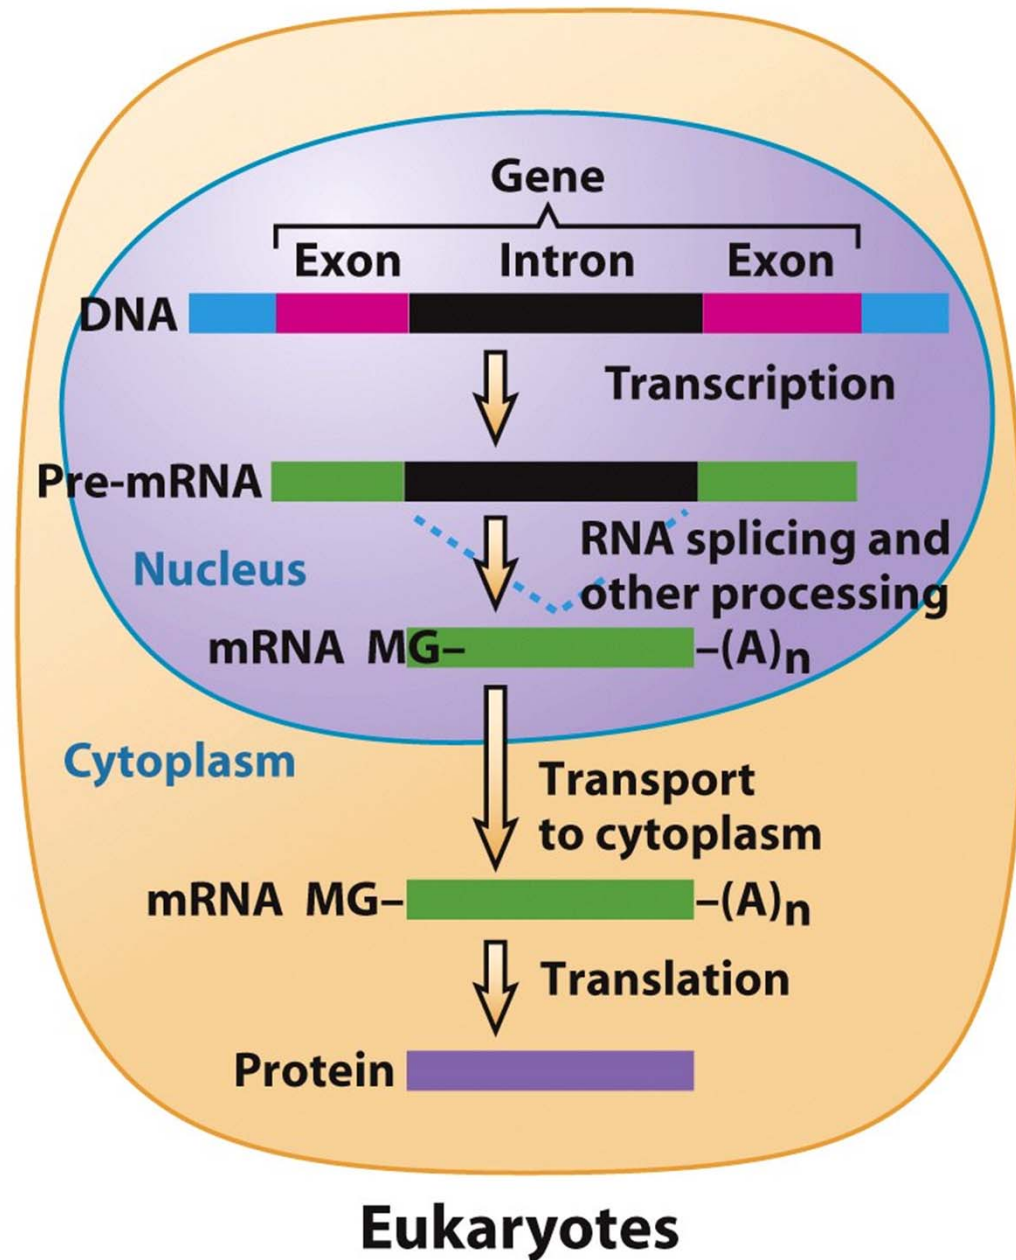 Gene
Exon Intron Exon
DNA
Transcription
Pre-mRNA
RNA splicing and
other processing
Nucleus
mRNA MG– –(A)n
Cytoplasm
Transport
to cytoplasm
mRNA MG– –(A)n
Translation
Protein
Eukaryotes